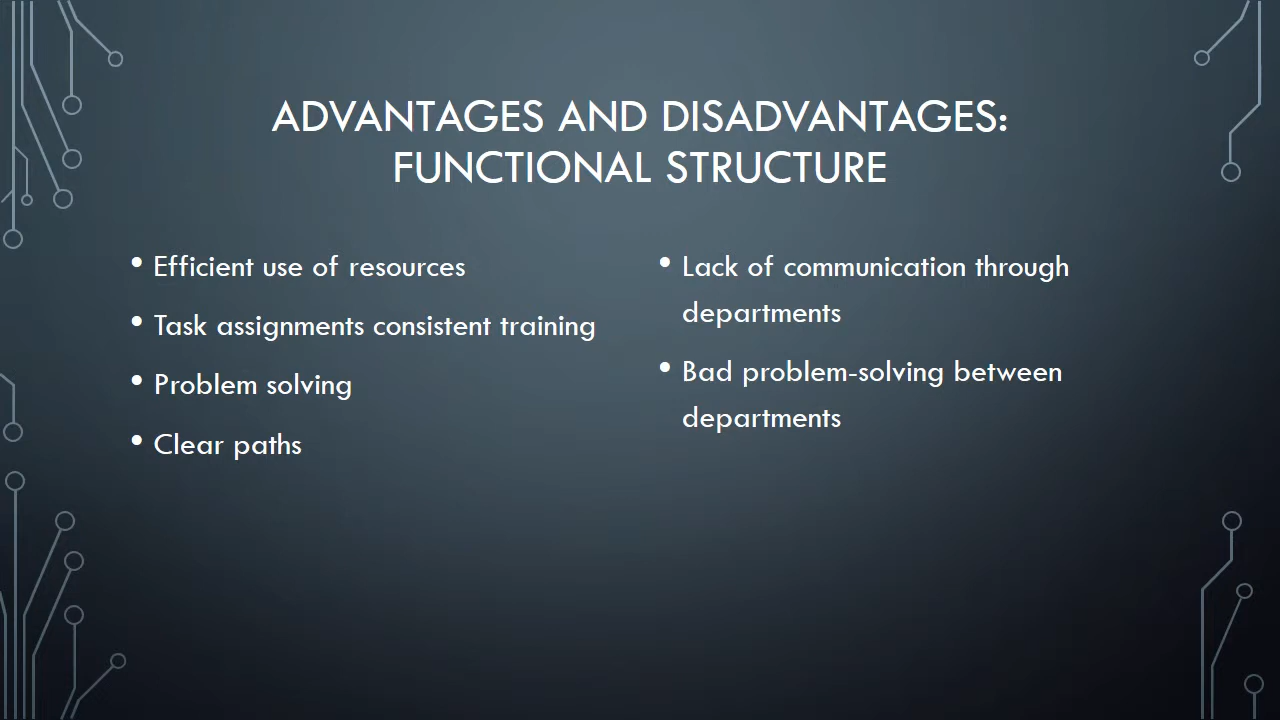 ADVANTAGES AND DISADVANTAGES:
FUNCTIONAL STRUCTURE
• Efficient use of resources
• Task assignments consistent training
• Problem solving
• Clear paths
• Lack of communication through
departments
• Bad problem-solving between
departments